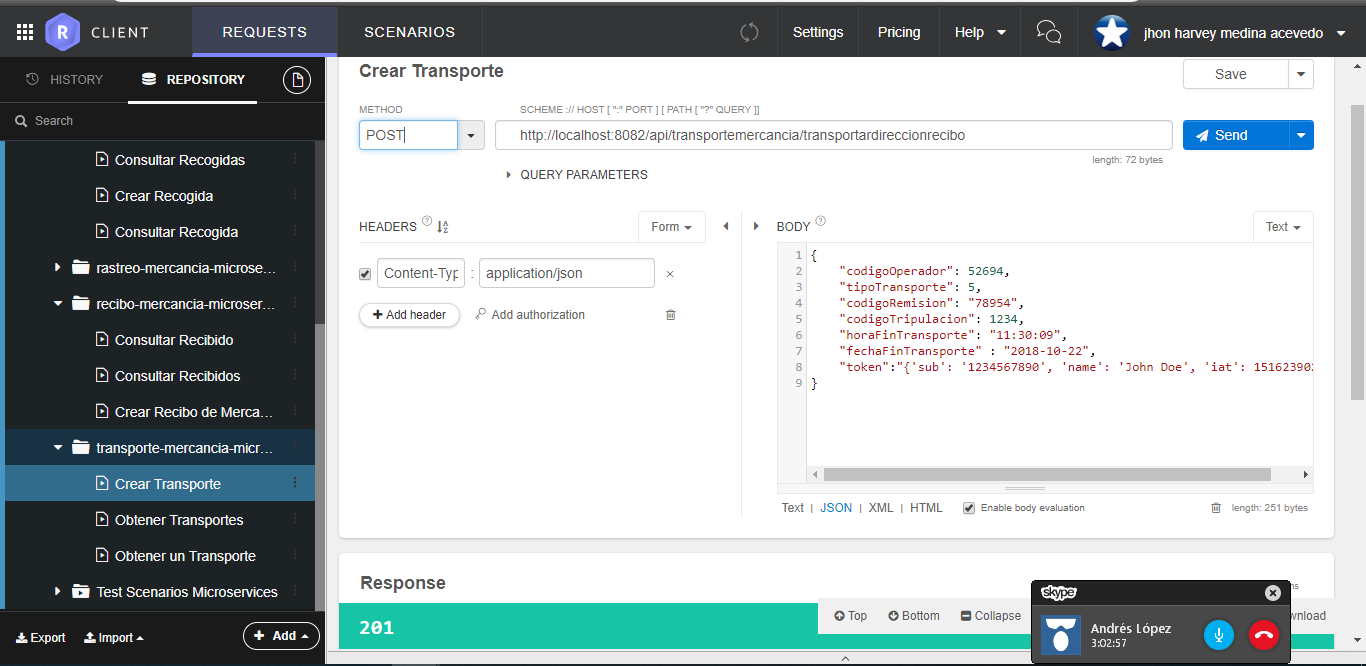 R CLIENT REQUESTS SCENARIOS Settings Pricing Help jhon harvey medina acevedo
HISTORY REPOSITORY
Search
Consultar Recogidas
Crear Recogida
Consultar Recogida
rastreo-mercancia-microse...
recibo-mercancia-microser...
Consultar Recibido
Consultar Recibidos
Crear Recibo de Merca...
transporte-mercancia-micr...
Crear Transporte
Obtener Transportes
Obtener un Transporte
Test Scenarios Microservices
Export Import Add
Crear Transporte
Save
METHOD SCHEME :// HOST [ ":" PORT ] [ PATH [ "?" QUERY ]]
POST http://localhost:8082/api/transportemercancia/transportardireccionrecibo Send
length: 72 bytes
QUERY PARAMETERS
HEADERS ? Form
Content-Typ : application/json ×
Add header Add authorization
BODY ? Text
1 {
2 "codigoOperador": 52694,
3 "tipoTransporte": 5,
4 "codigoRemision": "78954",
5 "codigoTripulacion": 1234,
6 "horaFinTransporte": "11:30:09",
7 "fechaFinTransporte" : "2018-10-22",
8 "token":"{'sub': '1234567890', 'name': 'John Doe', 'iat': 151623902
9 }
Text | JSON | XML | HTML Enable body evaluation length: 251 bytes
Response
201
Top Bottom Collapse
skype
Andrés López
3:02:57